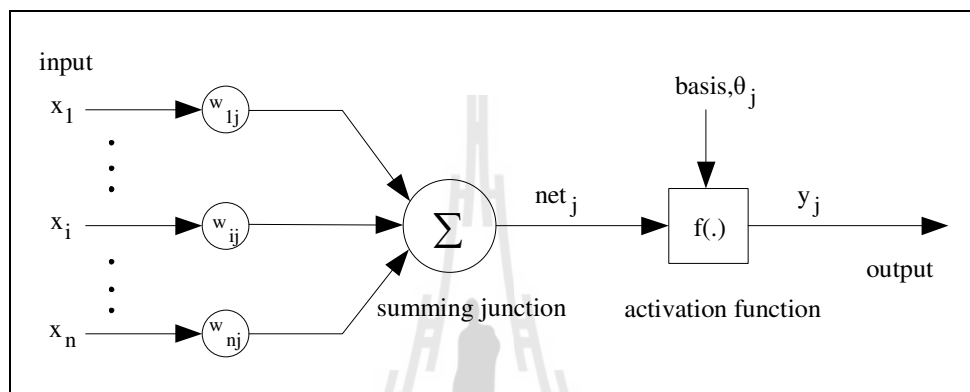 input
x1
w1j
basis,θj
xi
wij
Σ
netj
f(.)
yj
output
summing junction
activation function
xn
wnj